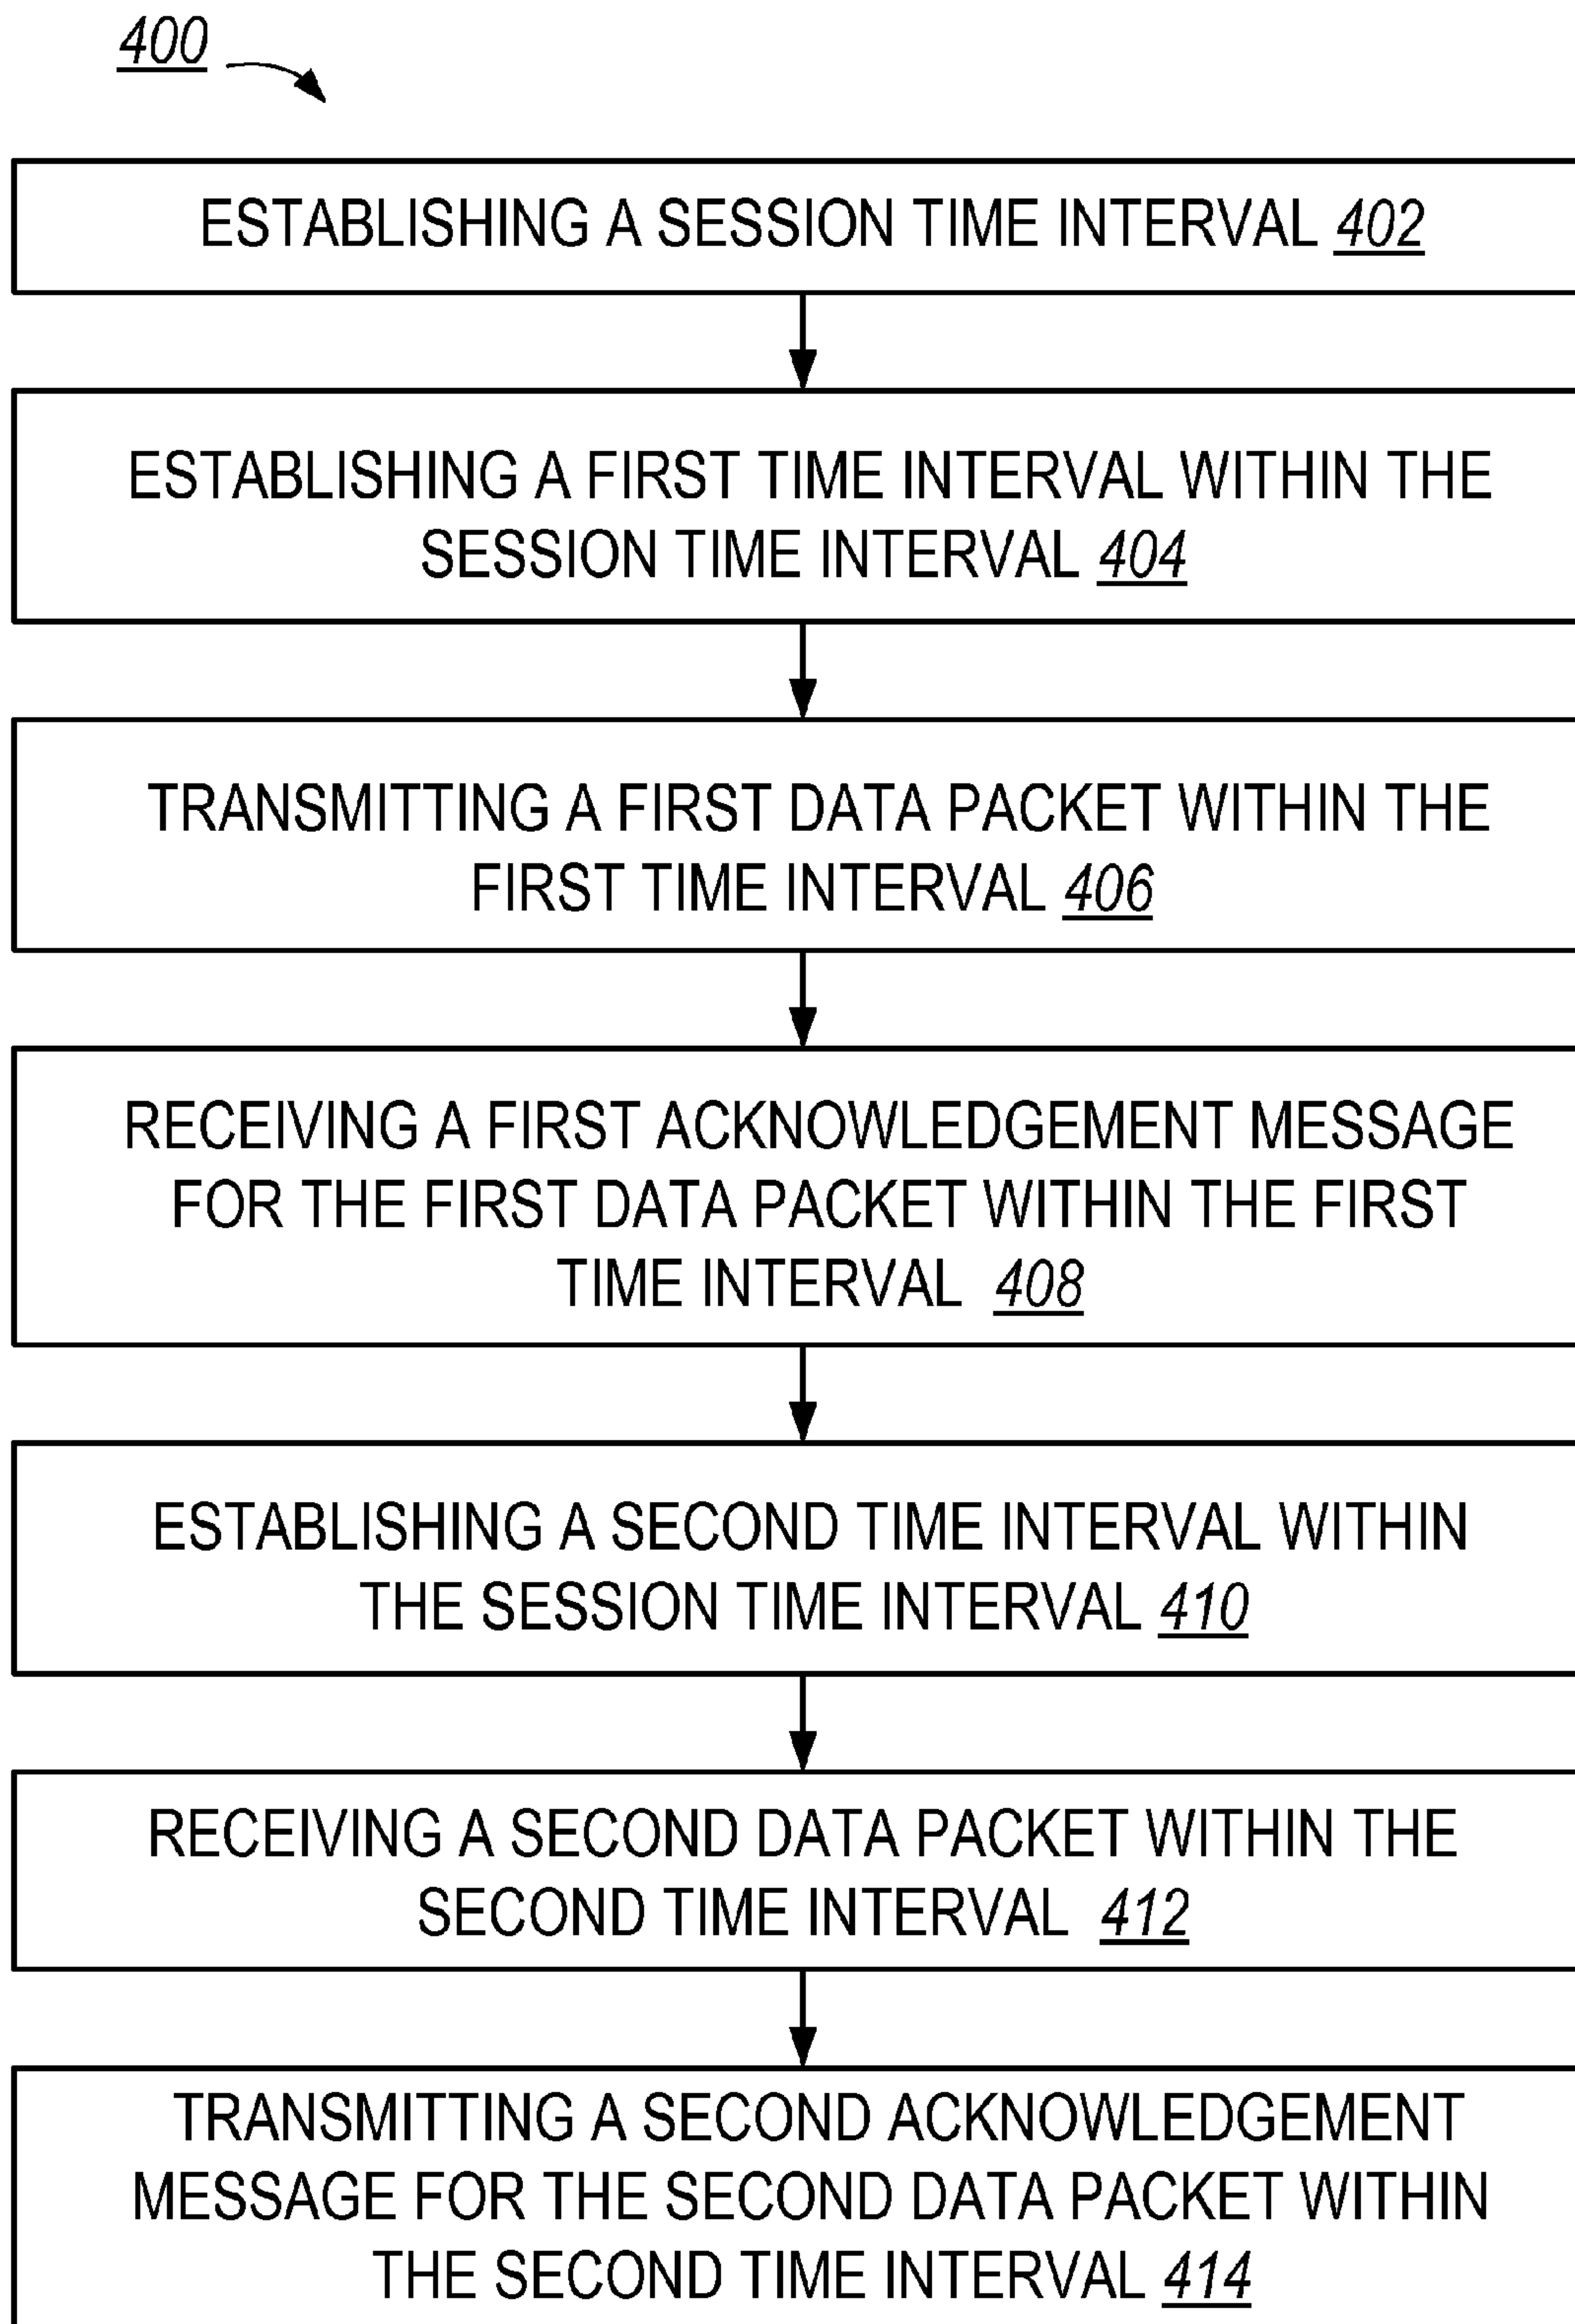 400
ESTABLISHING A SESSION TIME INTERVAL 402
ESTABLISHING A FIRST TIME INTERVAL WITHIN THE
SESSION TIME INTERVAL 404
TRANSMITTING A FIRST DATA PACKET WITHIN THE
FIRST TIME INTERVAL 406
RECEIVING A FIRST ACKNOWLEDGEMENT MESSAGE
FOR THE FIRST DATA PACKET WITHIN THE FIRST
TIME INTERVAL 408
ESTABLISHING A SECOND TIME INTERVAL WITHIN
THE SESSION TIME INTERVAL 410
RECEIVING A SECOND DATA PACKET WITHIN THE
SECOND TIME INTERVAL 412
TRANSMITTING A SECOND ACKNOWLEDGEMENT
MESSAGE FOR THE SECOND DATA PACKET WITHIN
THE SECOND TIME INTERVAL 414